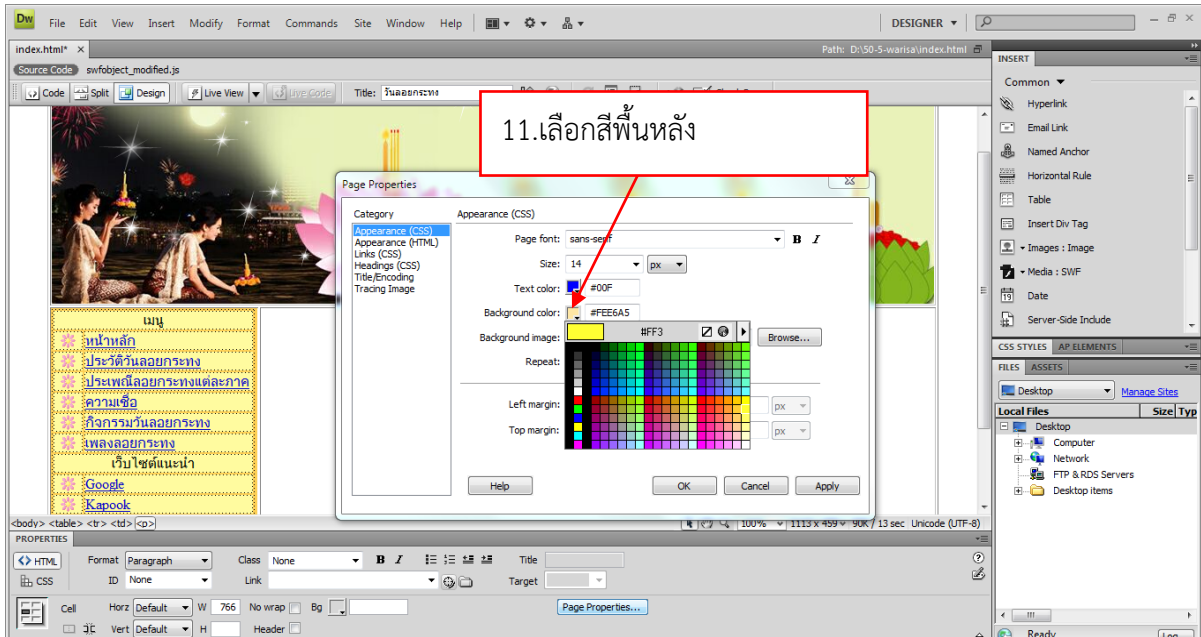 Dw File Edit View Insert Modify Format Commands Site Window Help DESIGNER
index.html* × Path: D:\50-5-warisa\index.html
Source Code swfobject_modified.js
Code Split Design Live View Live Code Title: วันลอยกระทง
11.เลือกสีพื้นหลัง
Page Properties
Category
Appearance (CSS)
Appearance (HTML)
Links (CSS)
Headings (CSS)
Title/Encoding
Tracing Image
Appearance (CSS)
Page font: sans-serif B I
Size: 14 px
Text color: #00F
Background color: #FEE6A5
#FF3
Background image: Browse...
Repeat:
Left margin: px
Top margin: px
Help OK Cancel Apply
เมนู
หน้าหลัก
ประวัติวันลอยกระทง
ประเพณีลอยกระทงแต่ละภาค
ความเชื่อ
กิจกรรมวันลอยกระทง
เพลงลอยกระทง
เว็บไซต์แนะนำ
Google
Kapook
<body> <table> <tr> <td> <p> 100% 1113 x 459 90K / 13 sec Unicode (UTF-8)
PROPERTIES
HTML Format Paragraph Class None B I Title
CSS ID None Link Target
Cell Horz Default W 766 No wrap Bg Page Properties...
Vert Default H Header
INSERT
Common
Hyperlink
Email Link
Named Anchor
Horizontal Rule
Table
Insert Div Tag
Images : Image
Media : SWF
Date
Server-Side Include
CSS STYLES AP ELEMENTS
FILES ASSETS
Desktop Manage Sites
Local Files Size Typ
Desktop
Computer
Network
FTP & RDS Servers
Desktop items
Ready Log...